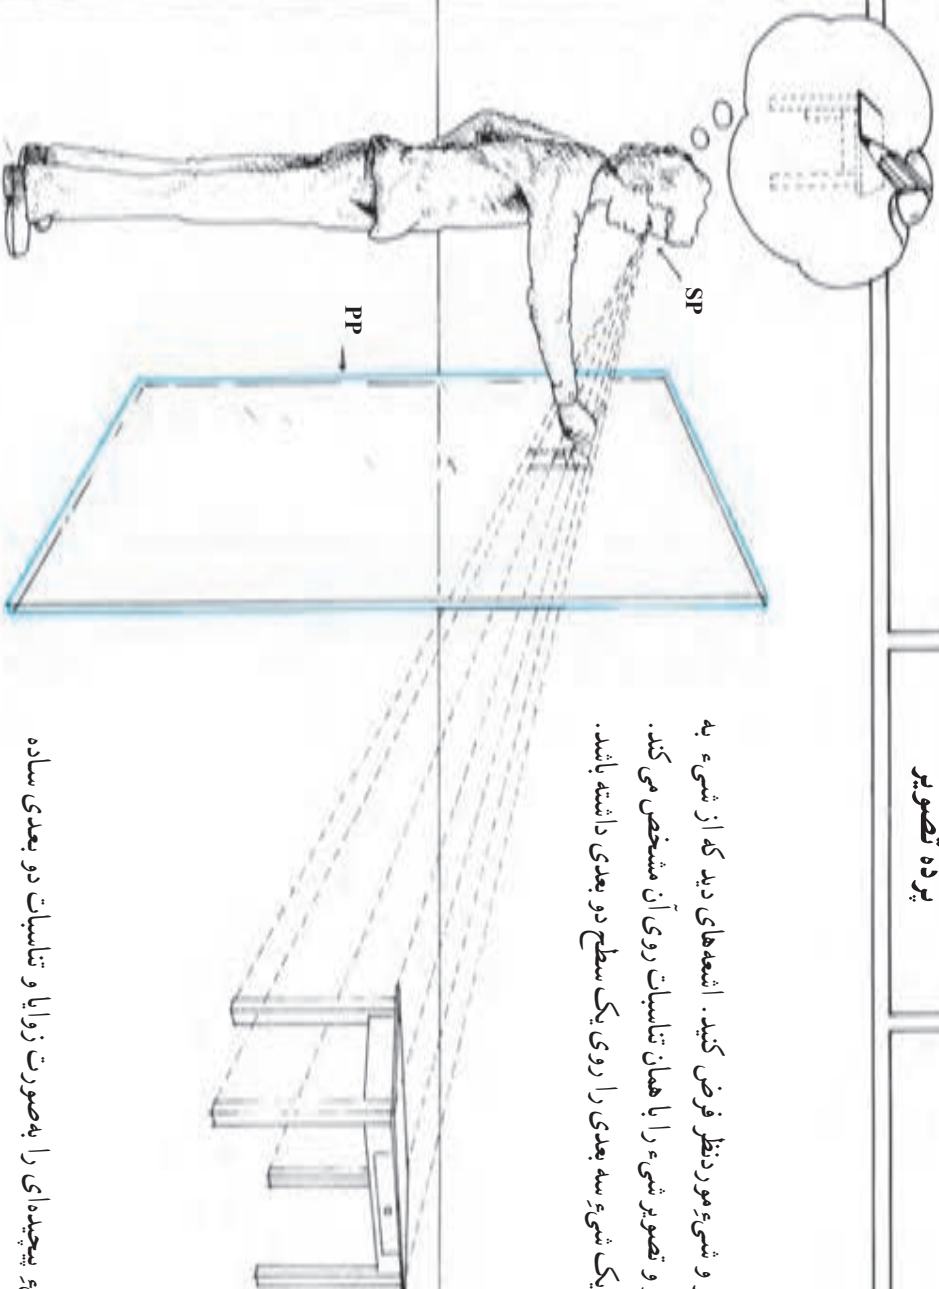 پرده تصویر
SP
PP
و شیءِ موردنظر فرض کنید. اشعه‌های دید که از شیء به
و تصویر شیء را با همان تناسبات روی آن مشخص می کند.
یک شیءِ سه بعدی را روی یک سطح دو بعدی داشته باشد.
پیچیده‌ای را به‌صورت زوایا و تناسبات دو بعدی ساده